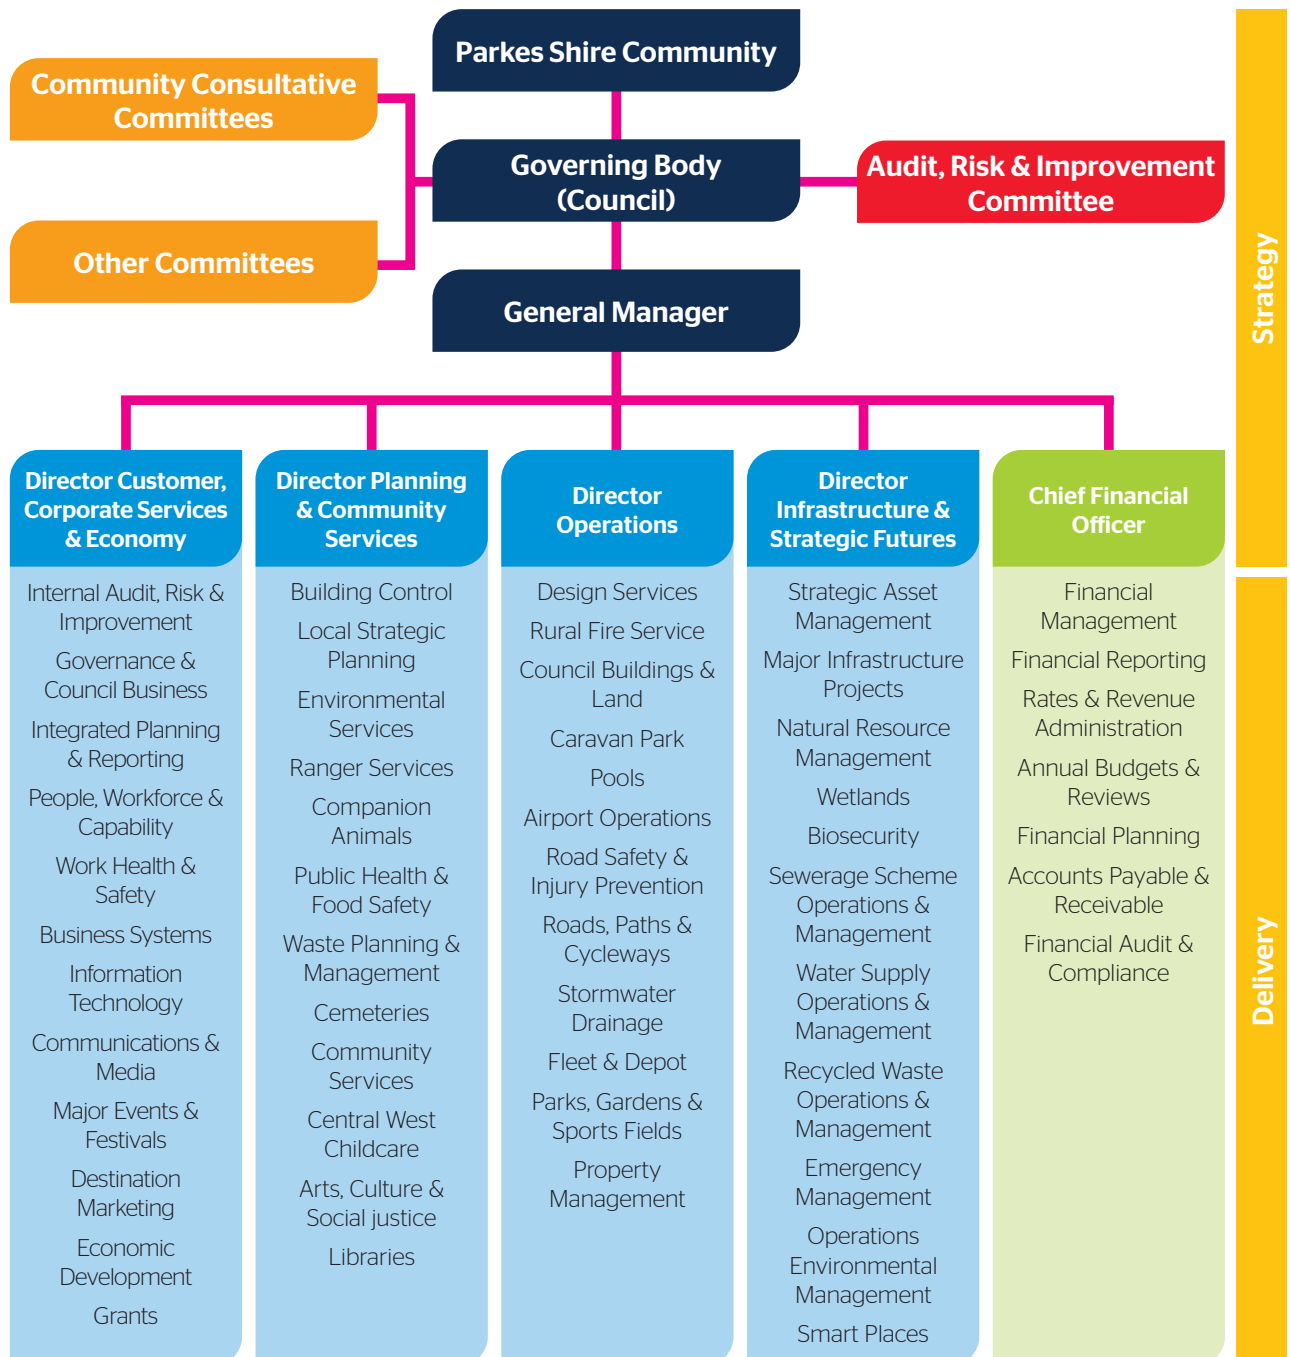 Parkes Shire Community
Community Consultative
Committees
Governing Body
(Council)
Audit, Risk & Improvement
Committee
Other Committees
General Manager
Strategy
Director Customer,
Corporate Services
& Economy
Internal Audit, Risk &
Improvement
Governance &
Council Business
Integrated Planning
& Reporting
People, Workforce &
Capability
Work Health &
Safety
Business Systems
Information
Technology
Communications &
Media
Major Events &
Festivals
Destination
Marketing
Economic
Development
Grants
Director Planning
& Community
Services
Building Control
Local Strategic
Planning
Environmental
Services
Ranger Services
Companion
Animals
Public Health &
Food Safety
Waste Planning &
Management
Cemeteries
Community
Services
Central West
Childcare
Arts, Culture &
Social justice
Libraries
Director
Operations
Design Services
Rural Fire Service
Council Buildings &
Land
Caravan Park
Pools
Airport Operations
Road Safety &
Injury Prevention
Roads, Paths &
Cycleways
Stormwater
Drainage
Fleet & Depot
Parks, Gardens &
Sports Fields
Property
Management
Director
Infrastructure &
Strategic Futures
Strategic Asset
Management
Major Infrastructure
Projects
Natural Resource
Management
Wetlands
Biosecurity
Sewerage Scheme
Operations &
Management
Water Supply
Operations &
Management
Recycled Waste
Operations &
Management
Emergency
Management
Operations
Environmental
Management
Smart Places
Chief Financial
Officer
Financial
Management
Financial Reporting
Rates & Revenue
Administration
Annual Budgets &
Reviews
Financial Planning
Accounts Payable &
Receivable
Financial Audit &
Compliance
Delivery